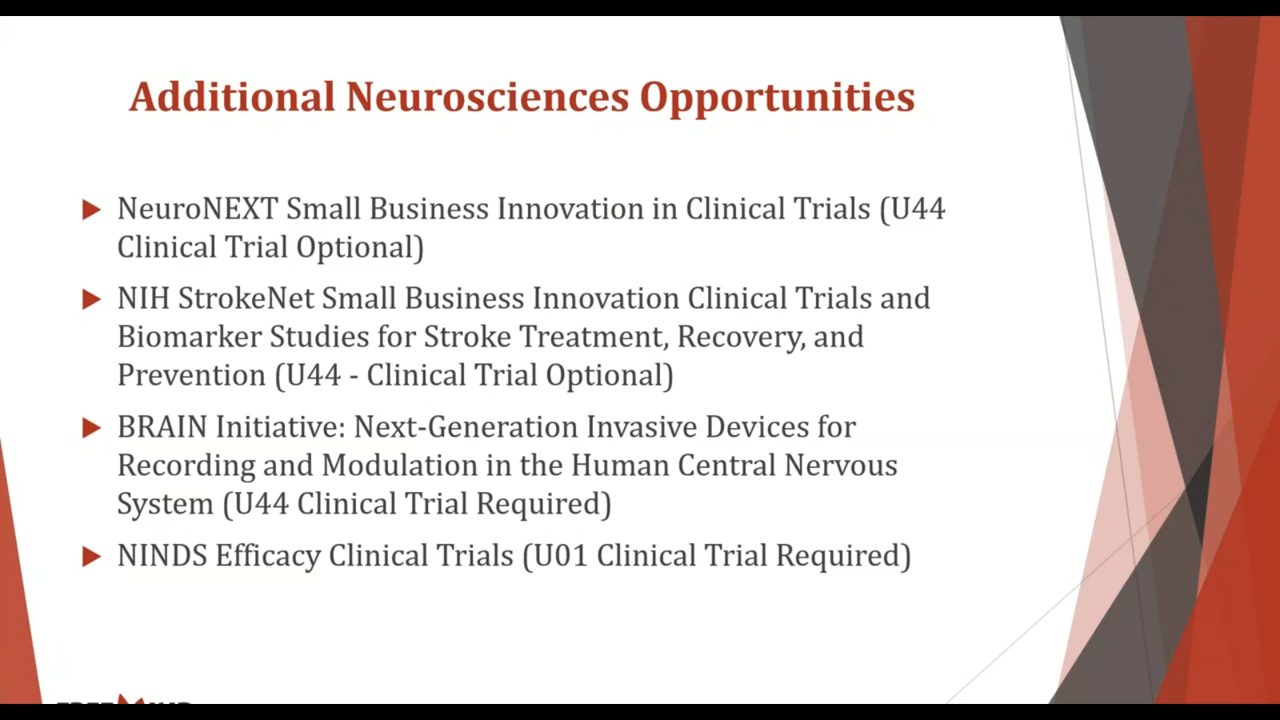 Additional Neurosciences Opportunities
NeuroNEXT Small Business Innovation in Clinical Trials (U44
Clinical Trial Optional)
NIH StrokeNet Small Business Innovation Clinical Trials and
Biomarker Studies for Stroke Treatment, Recovery, and
Prevention (U44 - Clinical Trial Optional)
BRAIN Initiative: Next-Generation Invasive Devices for
Recording and Modulation in the Human Central Nervous
System (U44 Clinical Trial Required)
NINDS Efficacy Clinical Trials (U01 Clinical Trial Required)